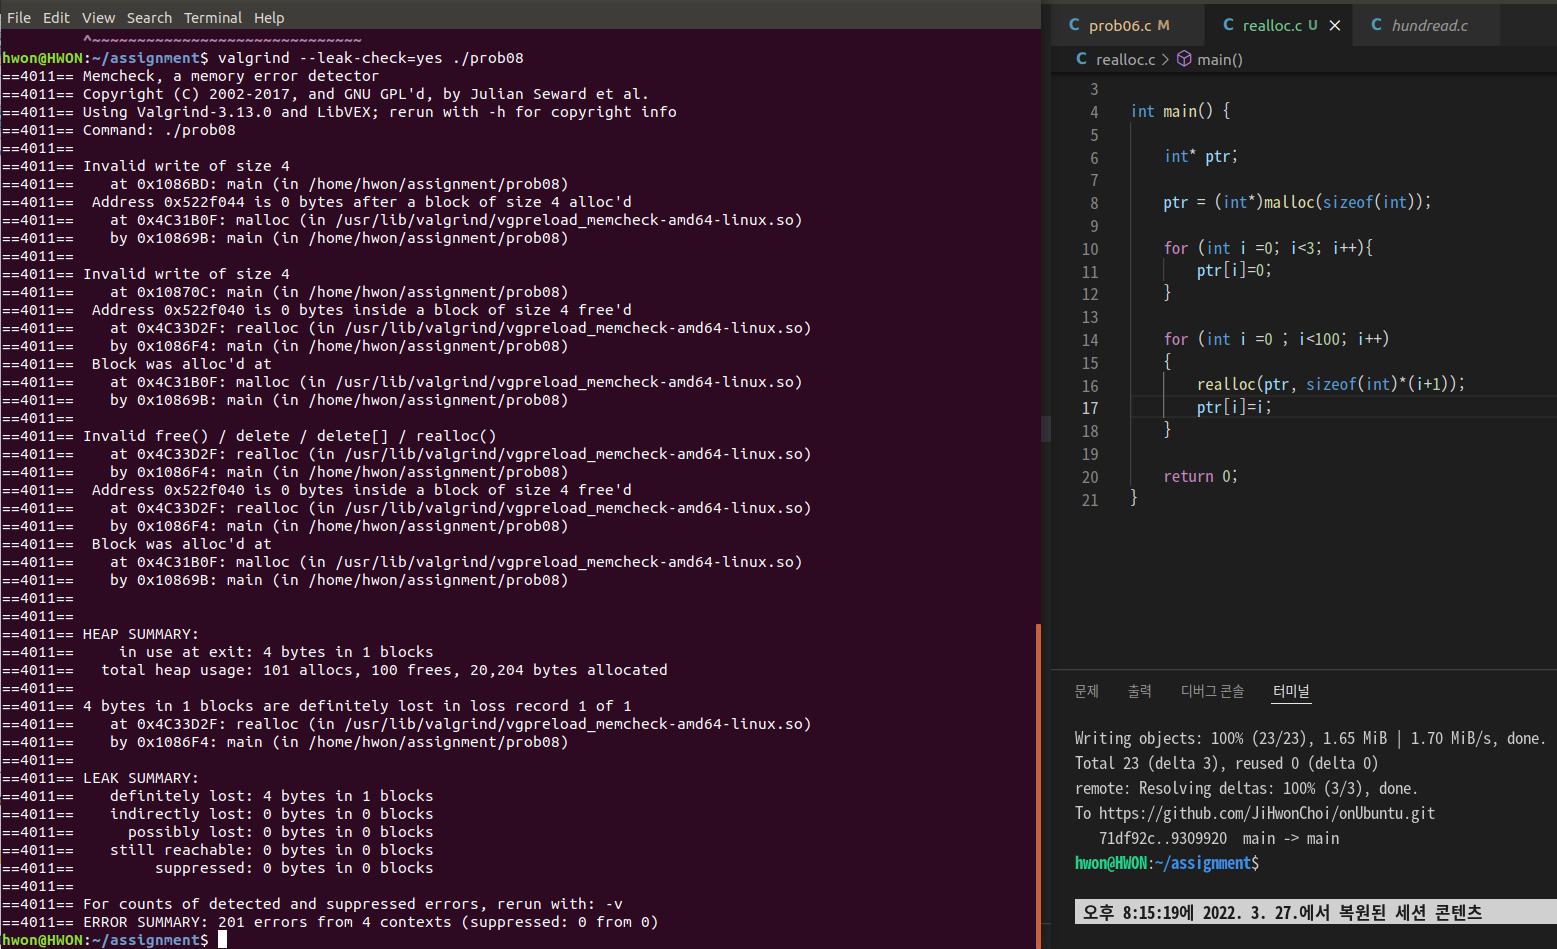 File Edit View Search Terminal Help
^~~~~~~~~~~~~~~~~~~~~~~~~~~~~~~
hwon@HWON:~/assignment$ valgrind --leak-check=yes ./prob08
==4011== Memcheck, a memory error detector
==4011== Copyright (C) 2002-2017, and GNU GPL'd, by Julian Seward et al.
==4011== Using Valgrind-3.13.0 and LibVEX; rerun with -h for copyright info
==4011== Command: ./prob08
==4011==
==4011== Invalid write of size 4
==4011==    at 0x1086BD: main (in /home/hwon/assignment/prob08)
==4011==  Address 0x522f044 is 0 bytes after a block of size 4 alloc'd
==4011==    at 0x4C31B0F: malloc (in /usr/lib/valgrind/vgpreload_memcheck-amd64-linux.so)
==4011==    by 0x10869B: main (in /home/hwon/assignment/prob08)
==4011==
==4011== Invalid write of size 4
==4011==    at 0x10870C: main (in /home/hwon/assignment/prob08)
==4011==  Address 0x522f040 is 0 bytes inside a block of size 4 free'd
==4011==    at 0x4C33D2F: realloc (in /usr/lib/valgrind/vgpreload_memcheck-amd64-linux.so)
==4011==    by 0x1086F4: main (in /home/hwon/assignment/prob08)
==4011==  Block was alloc'd at
==4011==    at 0x4C31B0F: malloc (in /usr/lib/valgrind/vgpreload_memcheck-amd64-linux.so)
==4011==    by 0x10869B: main (in /home/hwon/assignment/prob08)
==4011==
==4011== Invalid free() / delete / delete[] / realloc()
==4011==    at 0x4C33D2F: realloc (in /usr/lib/valgrind/vgpreload_memcheck-amd64-linux.so)
==4011==    by 0x1086F4: main (in /home/hwon/assignment/prob08)
==4011==  Address 0x522f040 is 0 bytes inside a block of size 4 free'd
==4011==    at 0x4C33D2F: realloc (in /usr/lib/valgrind/vgpreload_memcheck-amd64-linux.so)
==4011==    by 0x1086F4: main (in /home/hwon/assignment/prob08)
==4011==  Block was alloc'd at
==4011==    at 0x4C31B0F: malloc (in /usr/lib/valgrind/vgpreload_memcheck-amd64-linux.so)
==4011==    by 0x10869B: main (in /home/hwon/assignment/prob08)
==4011==
==4011==
==4011== HEAP SUMMARY:
==4011==     in use at exit: 4 bytes in 1 blocks
==4011==   total heap usage: 101 allocs, 100 frees, 20,204 bytes allocated
==4011==
==4011== 4 bytes in 1 blocks are definitely lost in loss record 1 of 1
==4011==    at 0x4C33D2F: realloc (in /usr/lib/valgrind/vgpreload_memcheck-amd64-linux.so)
==4011==    by 0x1086F4: main (in /home/hwon/assignment/prob08)
==4011==
==4011== LEAK SUMMARY:
==4011==    definitely lost: 4 bytes in 1 blocks
==4011==    indirectly lost: 0 bytes in 0 blocks
==4011==      possibly lost: 0 bytes in 0 blocks
==4011==    still reachable: 0 bytes in 0 blocks
==4011==         suppressed: 0 bytes in 0 blocks
==4011==
==4011== For counts of detected and suppressed errors, rerun with: -v
==4011== ERROR SUMMARY: 201 errors from 4 contexts (suppressed: 0 from 0)
hwon@HWON:~/assignment$
C prob06.c M C realloc.c U × C hundread.c
C realloc.c > main()
3
4 int main() {
5
6 int* ptr;
7
8 ptr = (int*)malloc(sizeof(int));
9
10 for (int i =0; i<3; i++){
11 ptr[i]=0;
12 }
13
14 for (int i =0 ; i<100; i++)
15 {
16 realloc(ptr, sizeof(int)*(i+1));
17 ptr[i]=i;
18 }
19
20 return 0;
21 }
문제 출력 디버그 콘솔 터미널
Writing objects: 100% (23/23), 1.65 MiB | 1.70 MiB/s, done.
Total 23 (delta 3), reused 0 (delta 0)
remote: Resolving deltas: 100% (3/3), done.
To https://github.com/JiHwonChoi/onUbuntu.git
71df92c..9309920  main -> main
hwon@HWON:~/assignment$
오후 8:15:19에 2022. 3. 27.에서 복원된 세션 콘텐츠